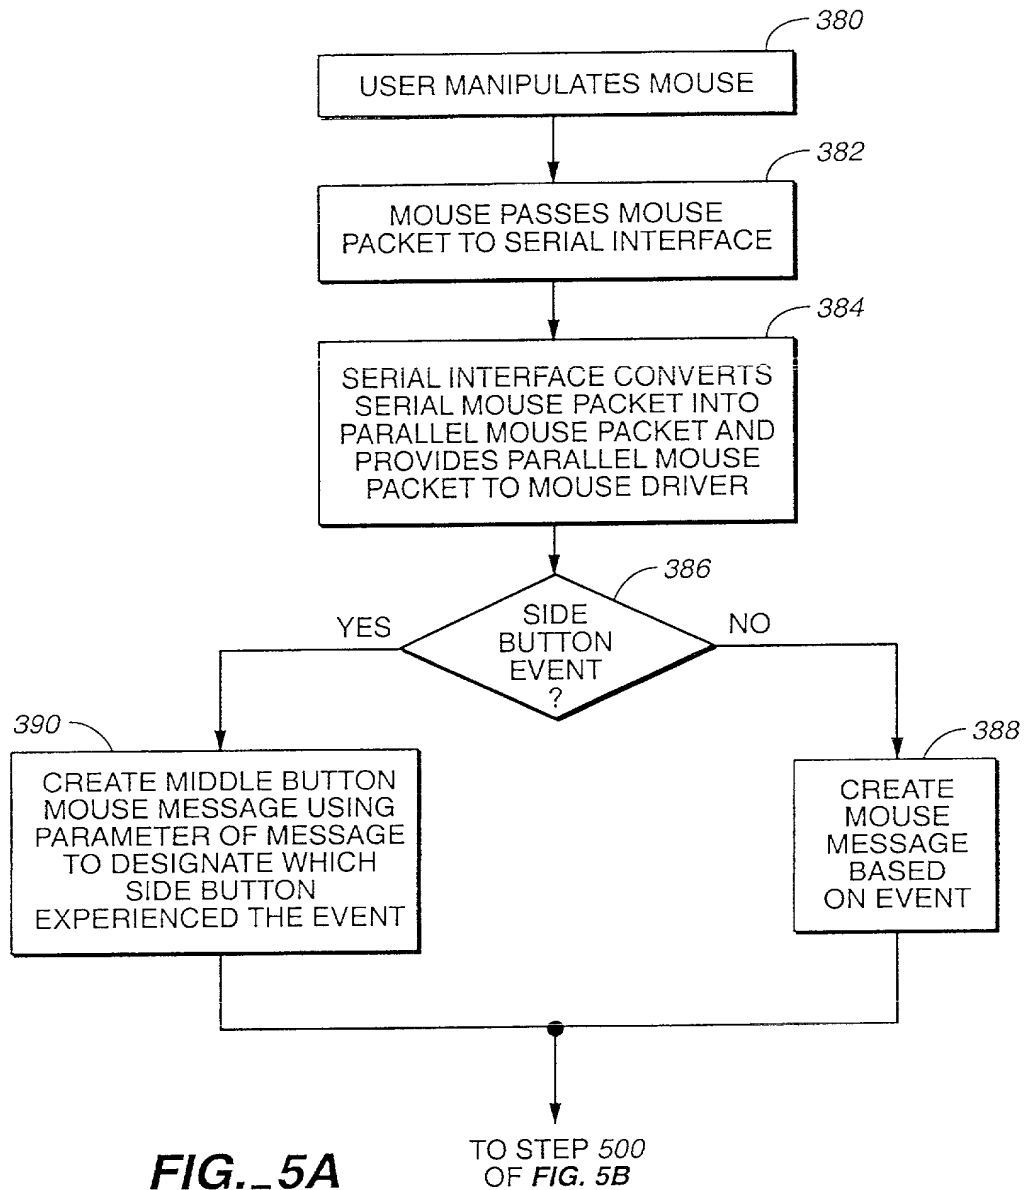 380
USER MANIPULATES MOUSE
382
MOUSE PASSES MOUSE
PACKET TO SERIAL INTERFACE
384
SERIAL INTERFACE CONVERTS
SERIAL MOUSE PACKET INTO
PARALLEL MOUSE PACKET AND
PROVIDES PARALLEL MOUSE
PACKET TO MOUSE DRIVER
386
SIDE
BUTTON
EVENT
?
YES
NO
390
CREATE MIDDLE BUTTON
MOUSE MESSAGE USING
PARAMETER OF MESSAGE
TO DESIGNATE WHICH
SIDE BUTTON
EXPERIENCED THE EVENT
388
CREATE
MOUSE
MESSAGE
BASED
ON EVENT
TO STEP 500
OF FIG. 5B
FIG._5A